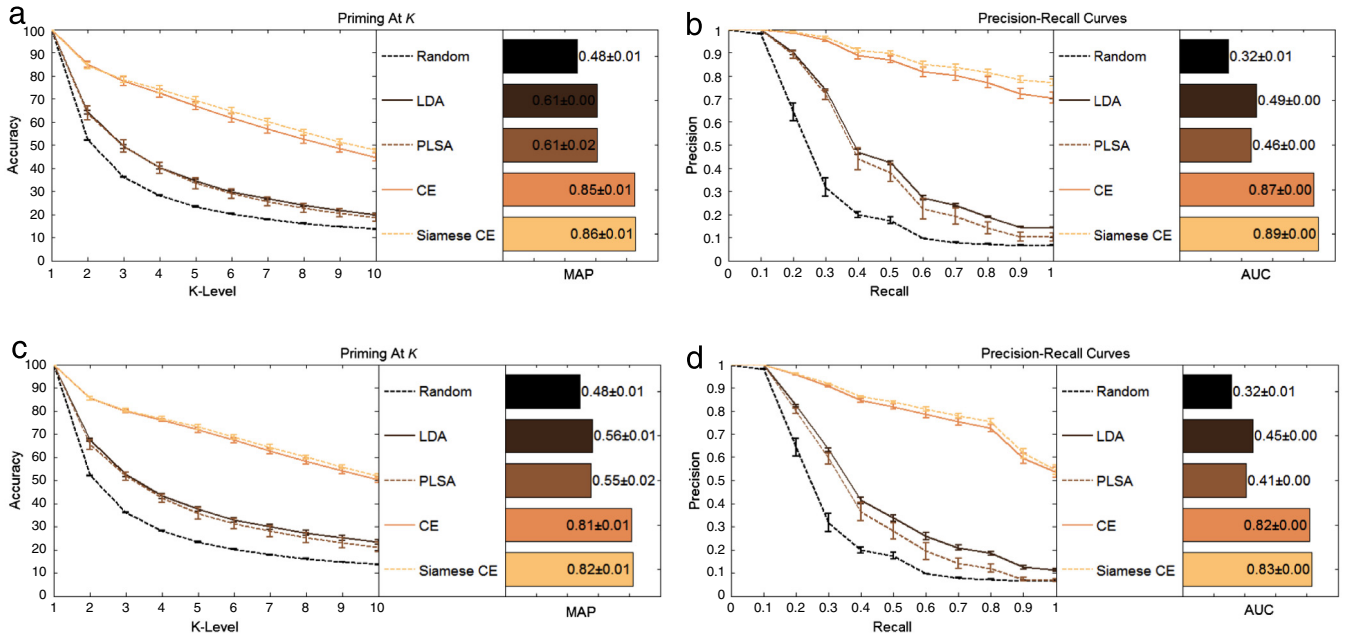 a
Priming At K
100
90
80
70
60
50
40
30
20
10
0
Accuracy
1 2 3 4 5 6 7 8 9 10
K-Level
Random
LDA
PLSA
CE
Siamese CE
0.48±0.01
0.61±0.00
0.61±0.02
0.85±0.01
0.86±0.01
MAP
b
Precision-Recall Curves
1
0.9
0.8
0.7
0.6
0.5
0.4
0.3
0.2
0.1
0
Precision
0 0.1 0.2 0.3 0.4 0.5 0.6 0.7 0.8 0.9 1
Recall
Random
LDA
PLSA
CE
Siamese CE
0.32±0.01
0.49±0.00
0.46±0.00
0.87±0.00
0.89±0.00
AUC
c
Priming At K
100
90
80
70
60
50
40
30
20
10
0
Accuracy
1 2 3 4 5 6 7 8 9 10
K-Level
Random
LDA
PLSA
CE
Siamese CE
0.48±0.01
0.56±0.01
0.55±0.02
0.81±0.01
0.82±0.01
MAP
d
Precision-Recall Curves
1
0.9
0.8
0.7
0.6
0.5
0.4
0.3
0.2
0.1
0
Precision
0 0.1 0.2 0.3 0.4 0.5 0.6 0.7 0.8 0.9 1
Recall
Random
LDA
PLSA
CE
Siamese CE
0.32±0.01
0.45±0.00
0.41±0.00
0.82±0.00
0.83±0.00
AUC